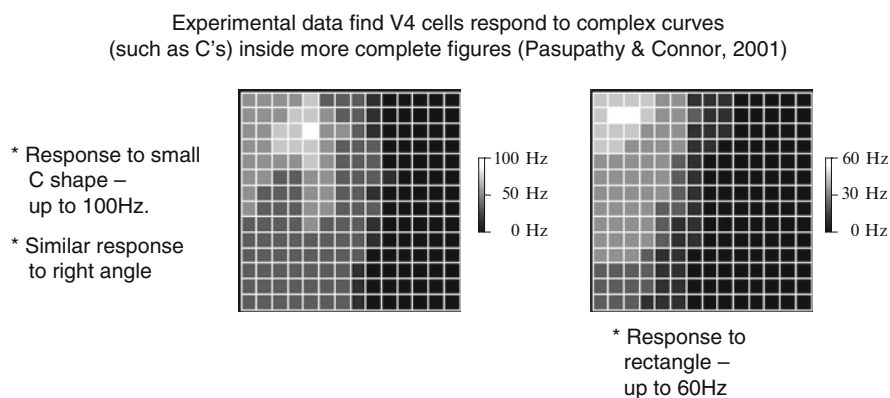 Experimental data find V4 cells respond to complex curves
(such as C's) inside more complete figures (Pasupathy & Connor, 2001)
* Response to small
C shape –
up to 100Hz.
* Similar response
to right angle
100 Hz
50 Hz
0 Hz
60 Hz
30 Hz
0 Hz
* Response to
rectangle –
up to 60Hz